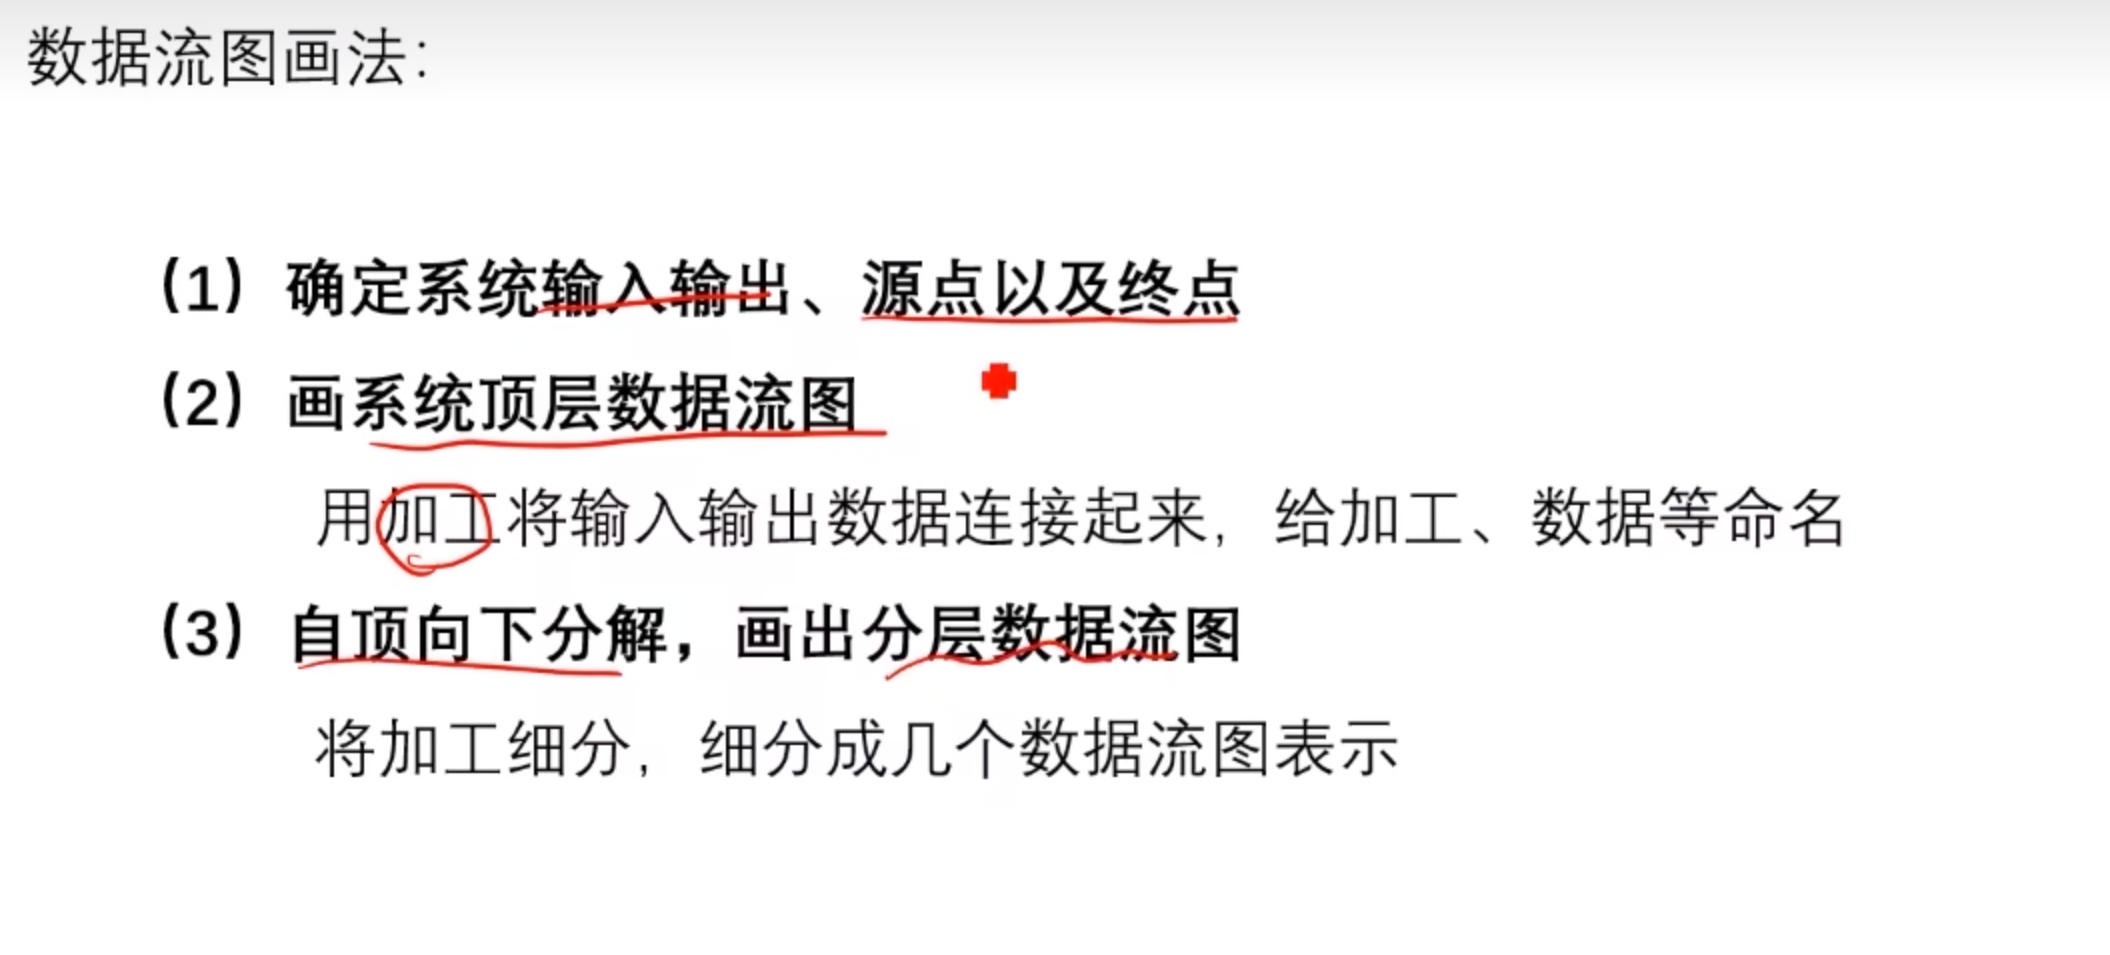 数据流图画法：
（1）确定系统输入输出、源点以及终点
（2）画系统顶层数据流图
用加工将输入输出数据连接起来，给加工、数据等命名
（3）自顶向下分解，画出分层数据流图
将加工细分，细分成几个数据流图表示